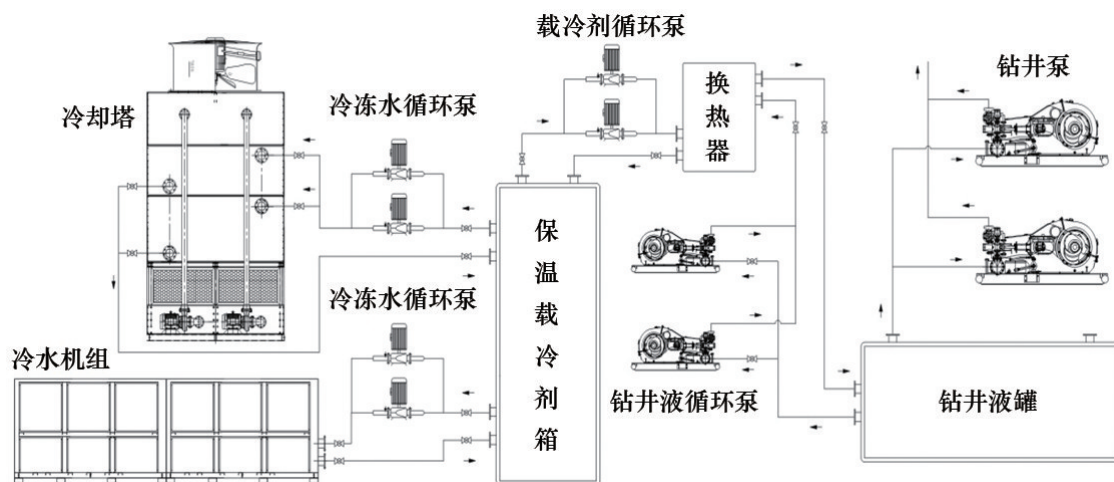 载冷剂循环泵
钻井泵
冷却塔
冷冻水循环泵
换热器
保温载冷剂箱
冷冻水循环泵
冷水机组
钻井液循环泵
钻井液罐